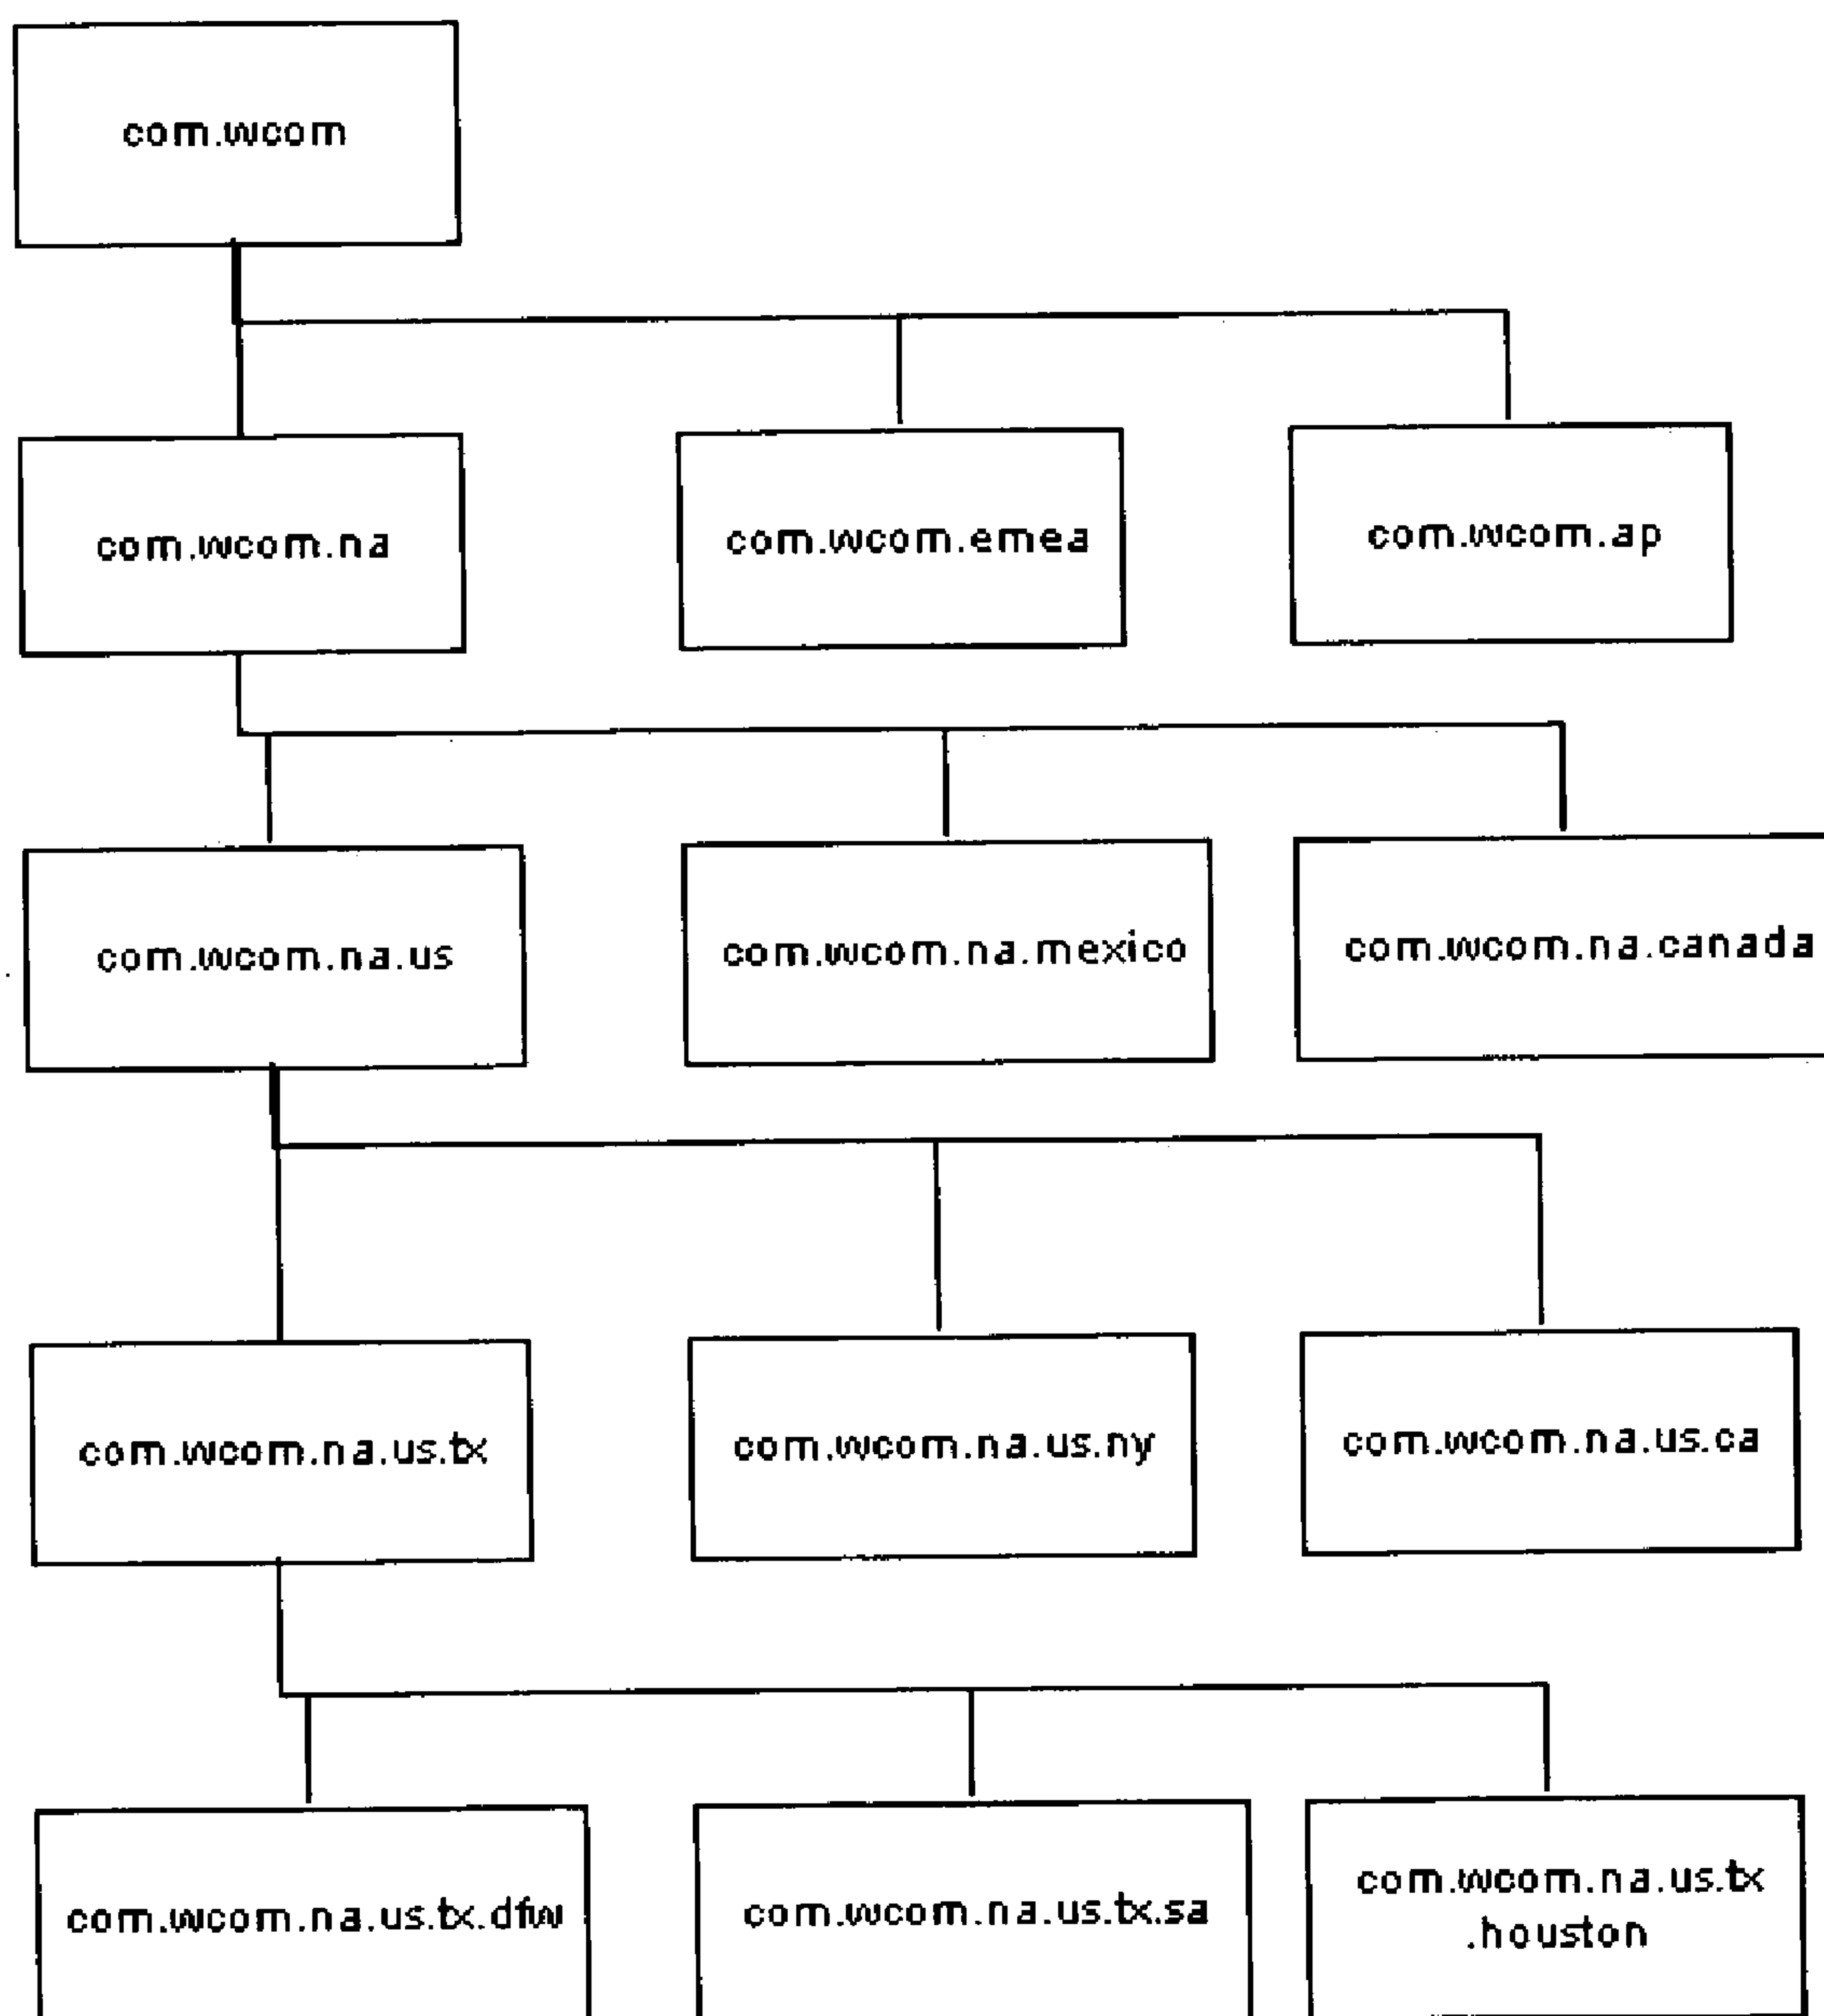 com.wcom
com.wcom.na
com.wcom.emea
com.wcom.ap
com.wcom.na.us
com.wcom.na.mexico
com.wcom.na.canada
com.wcom.na.us.tx
com.wcom.na.us.ny
com.wcom.na.us.ca
com.wcom.na.us.tx.dfw
com.wcom.na.us.tx.sa
com.wcom.na.us.tx
.houston